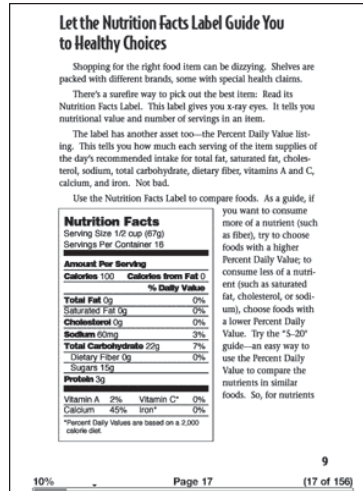 Let the Nutrition Facts Label Guide You
to Healthy Choices
Shopping for the right food item can be dizzying. Shelves are
packed with different brands, some with special health claims.
There's a surefire way to pick out the best item: Read its
Nutrition Facts Label. This label gives you x-ray eyes. It tells you
nutritional value and number of servings in an item.
The label has another asset too—the Percent Daily Value list-
ing. This tells you how much each serving of the item supplies of
the day's recommended intake for total fat, saturated fat, choles-
terol, sodium, total carbohydrate, dietary fiber, vitamins A and C,
calcium, and iron. Not bad.
Use the Nutrition Facts Label to compare foods. As a guide, if
you want to consume
more of a nutrient (such
as fiber), try to choose
foods with a higher
Percent Daily Value; to
consume less of a nutri-
ent (such as saturated
fat, cholesterol, or sodi-
um), choose foods with
a lower Percent Daily
Value. Try the "5-20"
guide—an easy way to
use the Percent Daily
Value to compare the
nutrients in similar
foods. So, for nutrients
Nutrition Facts
Serving Size 1/2 cup (67g)
Servings Per Container 16
Amount Per Serving
Calories 100 Calories from Fat 0
% Daily Value
Total Fat 0g 0%
Saturated Fat 0g 0%
Cholesterol 0g 0%
Sodium 60mg 3%
Total Carbohydrate 22g 7%
Dietary Fiber 0g 0%
Sugars 15g
Protein 3g
Vitamin A 2% Vitamin C* 0%
Calcium 45% Iron* 0%
*Percent Daily Values are based on a 2,000
calorie diet.
9
10% Page 17 (17 of 156)